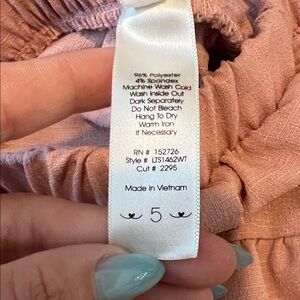 96% Polyester
4% Spandex
Machine Wash Cold
Wash Inside Out
Dark Separately
Do Not Bleach
Hang To Dry
Warm Iron
If Necessary
RN # 152726
Style # LTS1462WT
Cut # 2295
Made in Vietnam
5